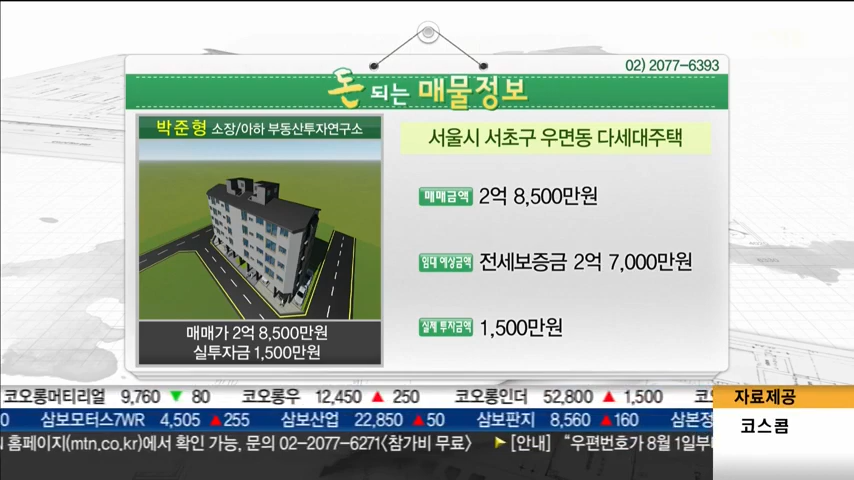 02) 2077-6393
돈 되는 매물정보
박준형 소장/아하 부동산투자연구소
서울시 서초구 우면동 다세대주택
매매금액 2억 8,500만원
임대 예상금액 전세보증금 2억 7,000만원
실제 투자금액 1,500만원
매매가 2억 8,500만원
실투자금 1,500만원
코오롱머티리얼 9,760 ▼ 80 코오롱우 12,450 ▲ 250 코오롱인더 52,800 ▲ 1,500 코
자료제공
0 삼보모터스7WR 4,505 ▲255 삼보산업 22,850 ▲50 삼보판지 8,560 ▲160 삼본정
코스콤
홈페이지(mtn.co.kr)에서 확인 가능, 문의 02-2077-6271<참가비 무료> ▶ [안내] “우편번호가 8월 1일부